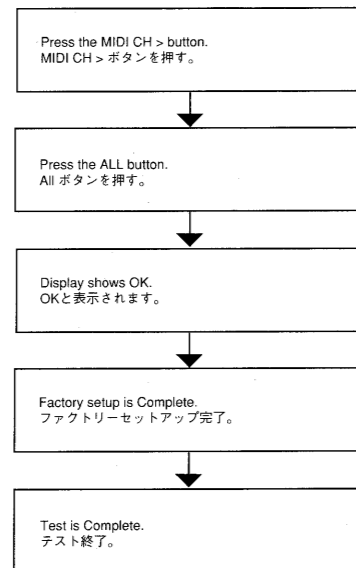 Press the MIDI CH > button.
MIDI CH > ボタンを押す。
Press the ALL button.
All ボタンを押す。
Display shows OK.
OKと表示されます。
Factory setup is Complete.
ファクトリーセットアップ完了。
Test is Complete.
テスト終了。